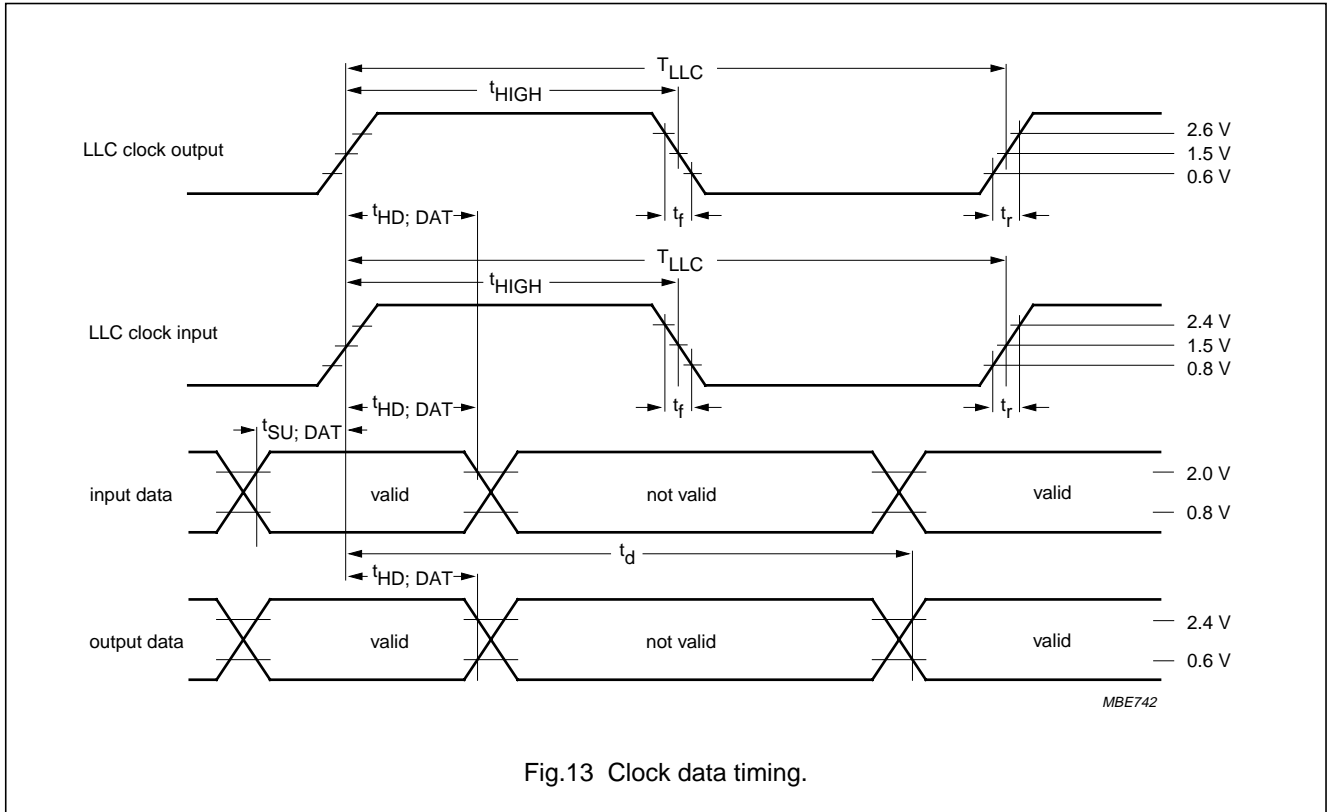 T_LLC
t_HIGH
LLC clock output
2.6 V
1.5 V
0.6 V
t_HD; DAT
t_f
t_r
T_LLC
t_HIGH
LLC clock input
2.4 V
1.5 V
0.8 V
t_HD; DAT
t_f
t_r
t_SU; DAT
input data
valid
not valid
valid
2.0 V
0.8 V
t_d
t_HD; DAT
output data
valid
not valid
valid
2.4 V
0.6 V
MBE742
Fig.13 Clock data timing.